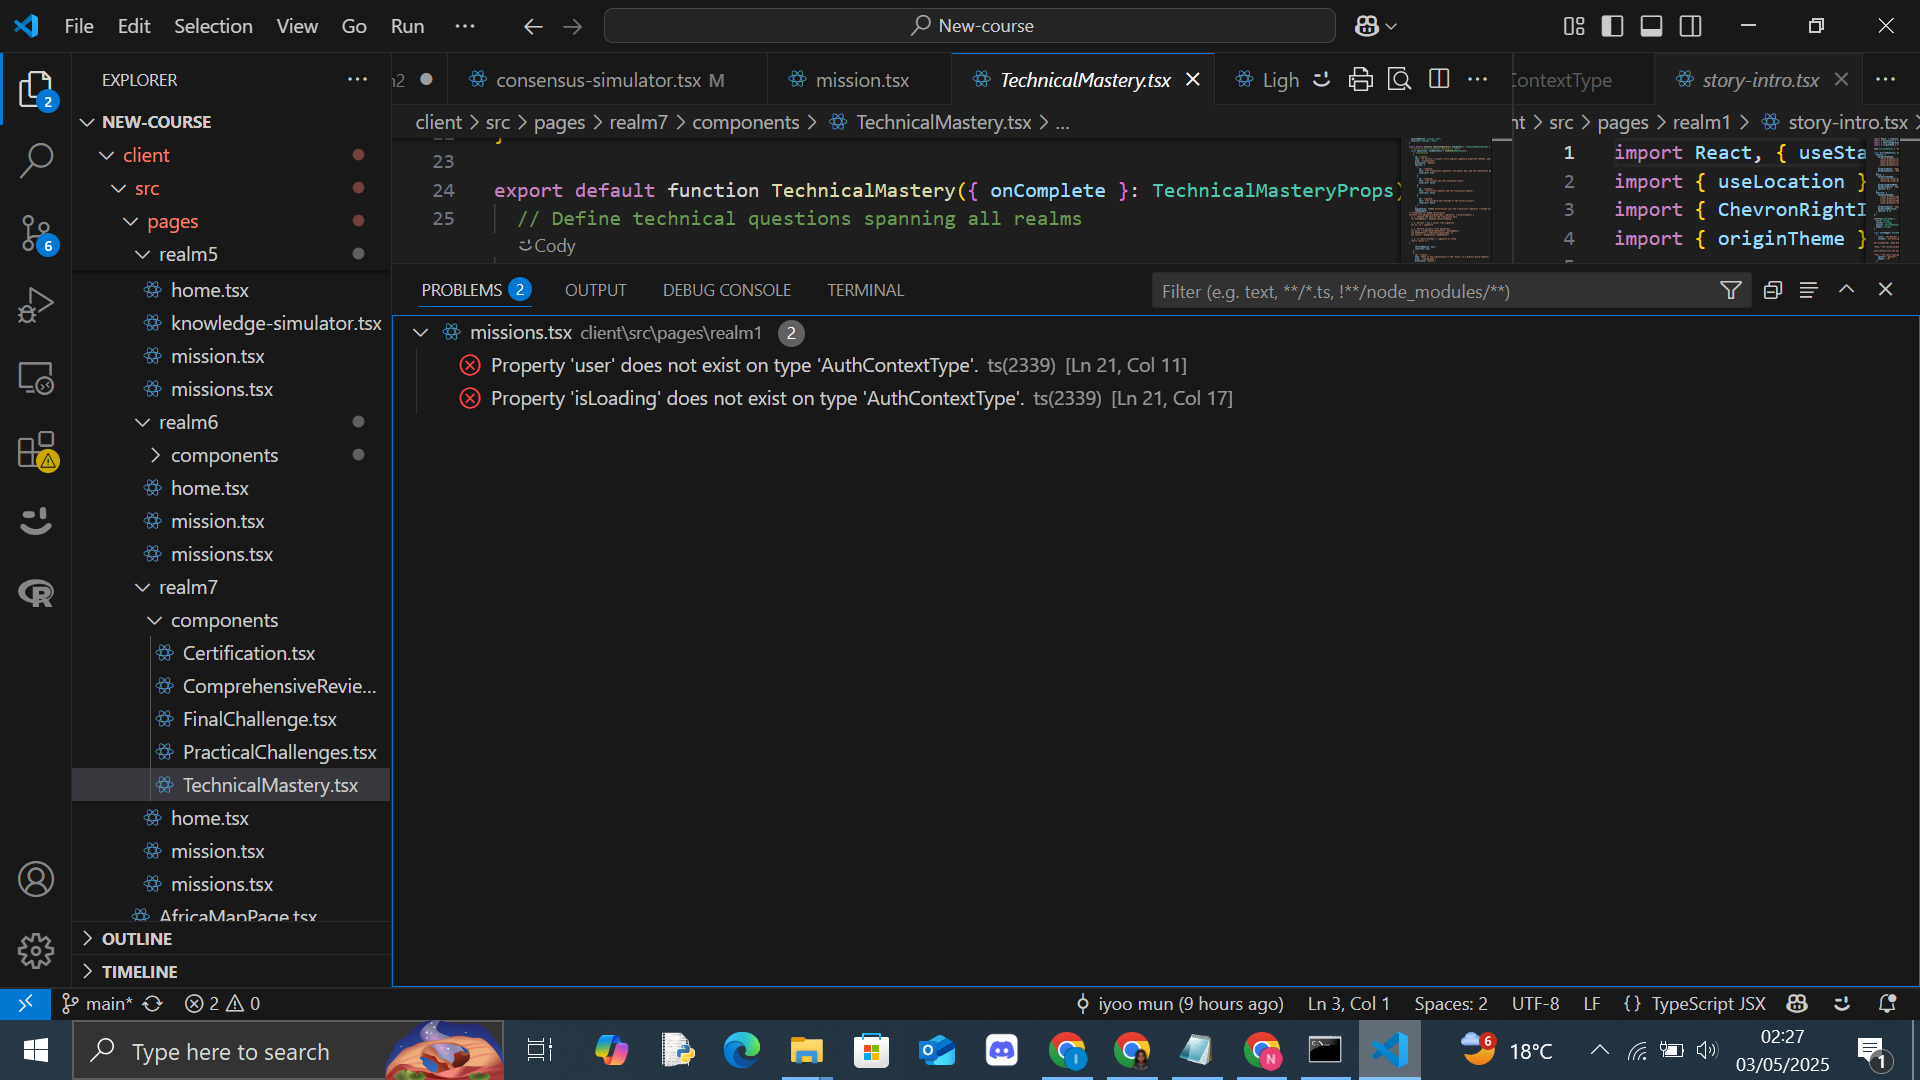 File Edit Selection View Go Run ...
New-course
EXPLORER
2
NEW-COURSE
client
src
pages
realm5
home.tsx
knowledge-simulator.tsx
mission.tsx
missions.tsx
realm6
components
home.tsx
mission.tsx
missions.tsx
realm7
components
Certification.tsx
ComprehensiveRevie...
FinalChallenge.tsx
PracticalChallenges.tsx
TechnicalMastery.tsx
home.tsx
mission.tsx
missions.tsx
AfricaMapPage.tsx
OUTLINE
TIMELINE
6
n2 consensus-simulator.tsx M mission.tsx TechnicalMastery.tsx Ligh
client > src > pages > realm7 > components > TechnicalMastery.tsx > ...
23
24 export default function TechnicalMastery({ onComplete }: TechnicalMasteryProps)
25 // Define technical questions spanning all realms
Cody
ContextType story-intro.tsx
nt > src > pages > realm1 > story-intro.tsx >
1 import React, { useSta
2 import { useLocation }
3 import { ChevronRightI
4 import { originTheme }
PROBLEMS 2 OUTPUT DEBUG CONSOLE TERMINAL
Filter (e.g. text, **/*.ts, !**/node_modules/**)
missions.tsx client\src\pages\realm1 2
Property 'user' does not exist on type 'AuthContextType'. ts(2339) [Ln 21, Col 11]
Property 'isLoading' does not exist on type 'AuthContextType'. ts(2339) [Ln 21, Col 17]
main* 2 0
iyoo mun (9 hours ago) Ln 3, Col 1 Spaces: 2 UTF-8 LF {} TypeScript JSX
Type here to search
I
N
6
18°C
02:27
03/05/2025
1